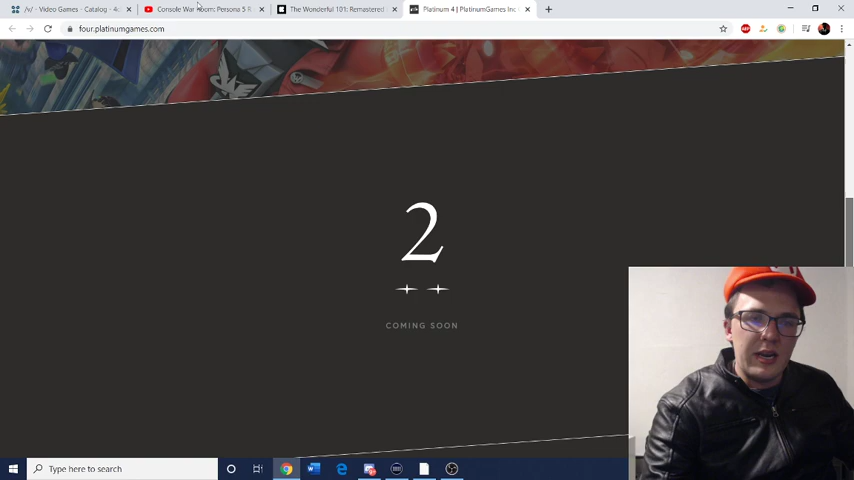 /v/ - Video Games - Catalog - 4c
Console War Room: Persona 5 R
The Wonderful 101: Remastered
Platinum 4 | PlatinumGames Inc
four.platinumgames.com
2
COMING SOON
Type here to search